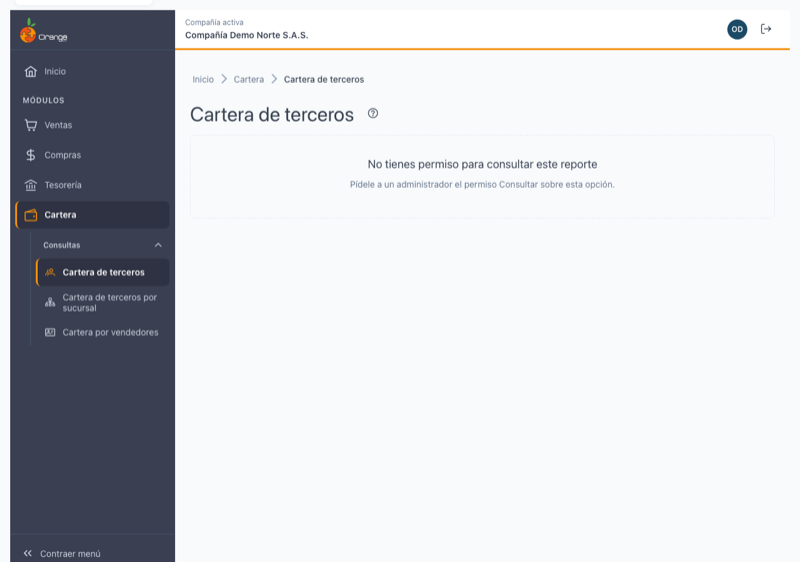 Orange
Compañía activa
Compañía Demo Norte S.A.S.
OD
Inicio
MÓDULOS
Ventas
Compras
Tesorería
Cartera
Consultas
Cartera de terceros
Cartera de terceros por
sucursal
Cartera por vendedores
Contraer menú
Inicio > Cartera > Cartera de terceros
Cartera de terceros
No tienes permiso para consultar este reporte
Pídele a un administrador el permiso Consultar sobre esta opción.